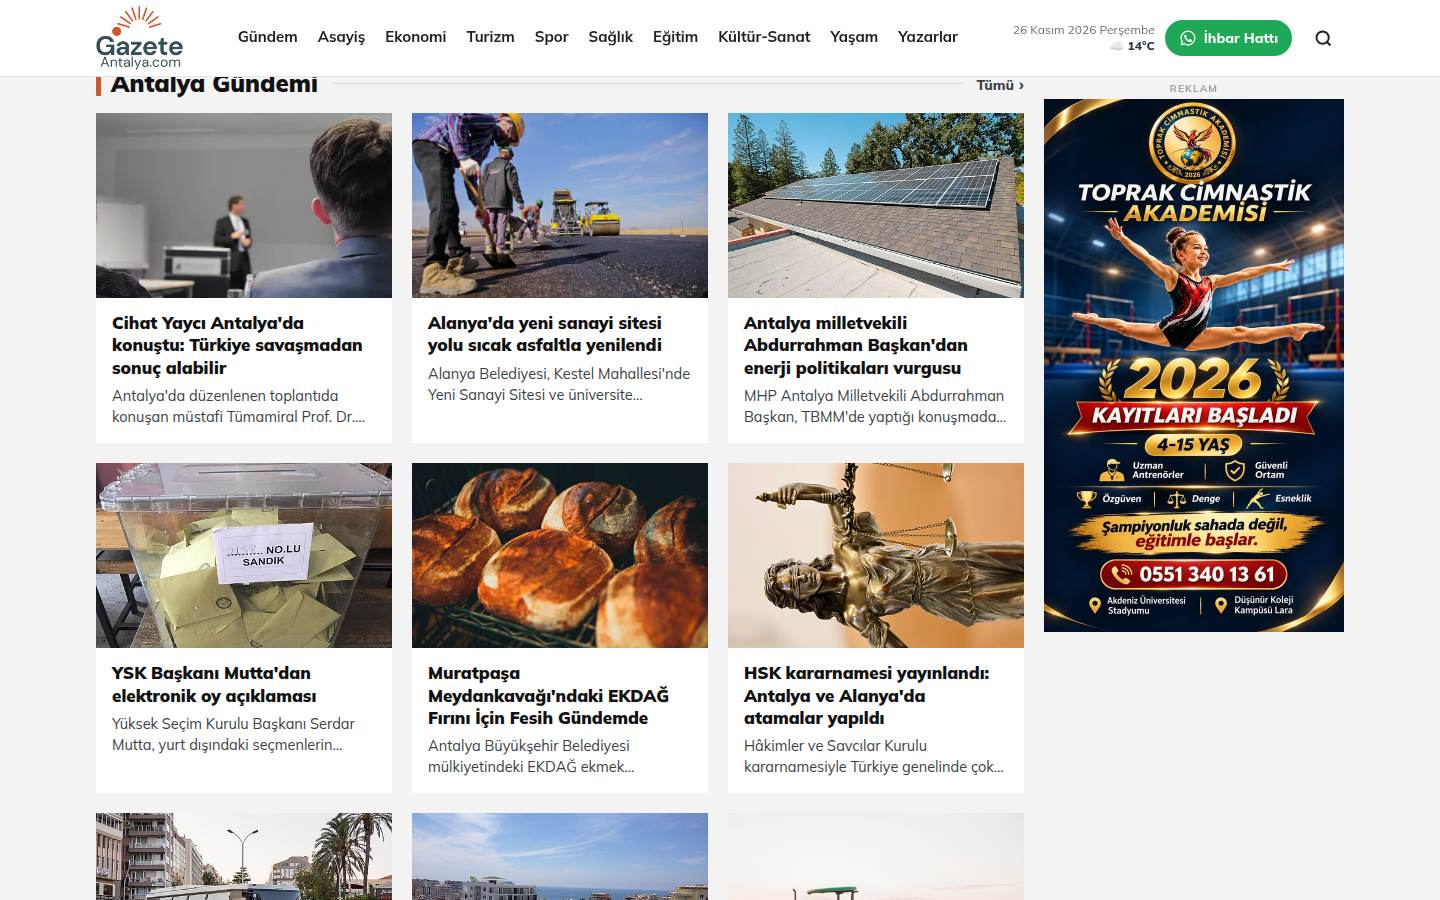 Gazete
Antalya.com
Gündem
Asayiş
Ekonomi
Turizm
Spor
Sağlık
Eğitim
Kültür-Sanat
Yaşam
Yazarlar
26 Kasım 2026 Perşembe
14°C
İhbar Hattı
Antalya Gündemi
Tümü ›
Cihat Yaycı Antalya'da
konuştu: Türkiye savaşmadan
sonuç alabilir
Antalya'da düzenlenen toplantıda
konuşan müstafi Tümamiral Prof. Dr....
Alanya'da yeni sanayi sitesi
yolu sıcak asfaltla yenilendi
Alanya Belediyesi, Kestel Mahallesi'nde
Yeni Sanayi Sitesi ve üniversite...
Antalya milletvekili
Abdurrahman Başkan'dan
enerji politikaları vurgusu
MHP Antalya Milletvekili Abdurrahman
Başkan, TBMM'de yaptığı konuşmada...
NO.LU
SANDIK
YSK Başkanı Mutta'dan
elektronik oy açıklaması
Yüksek Seçim Kurulu Başkanı Serdar
Mutta, yurt dışındaki seçmenlerin...
Muratpaşa
Meydankavağı'ndaki EKDAĞ
Fırını İçin Fesih Gündemde
Antalya Büyükşehir Belediyesi
mülkiyetindeki EKDAĞ ekmek...
HSK kararnamesi yayınlandı:
Antalya ve Alanya'da
atamalar yapıldı
Hâkimler ve Savcılar Kurulu
kararnamesiyle Türkiye genelinde çok...
REKLAM
TOPRAK CİMNASTİK AKADEMİSİ
2026
TOPRAK CİMNASTİK
AKADEMİSİ
2026
KAYITLARI BAŞLADI
4-15 YAŞ
Uzman
Antrenörler
Güvenli
Ortam
Özgüven
Denge
Esneklik
Şampiyonluk sahada değil,
eğitimle başlar.
0551 340 13 61
Akdeniz Üniversitesi
Stadyumu
Düşünür Koleji
Kampüsü Lara